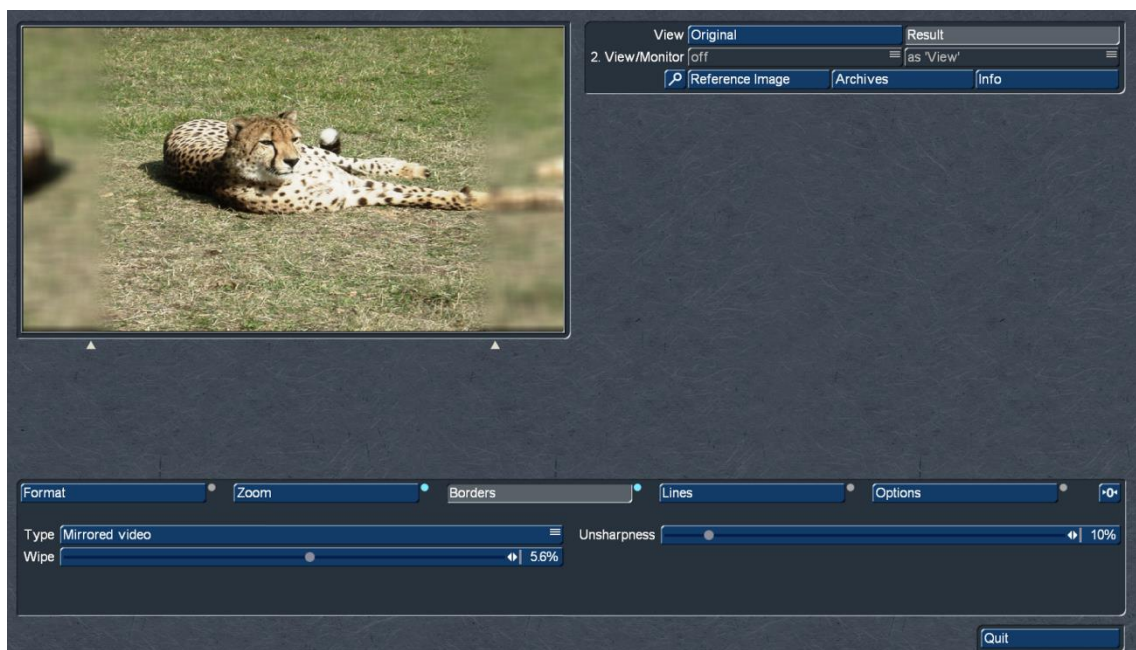 View Original Result
2. View/Monitor off as 'View'
Reference Image Archives Info
Format Zoom Borders Lines Options ▸0◂
Type Mirrored video Unsharpness 10%
Wipe 5.6%
Quit